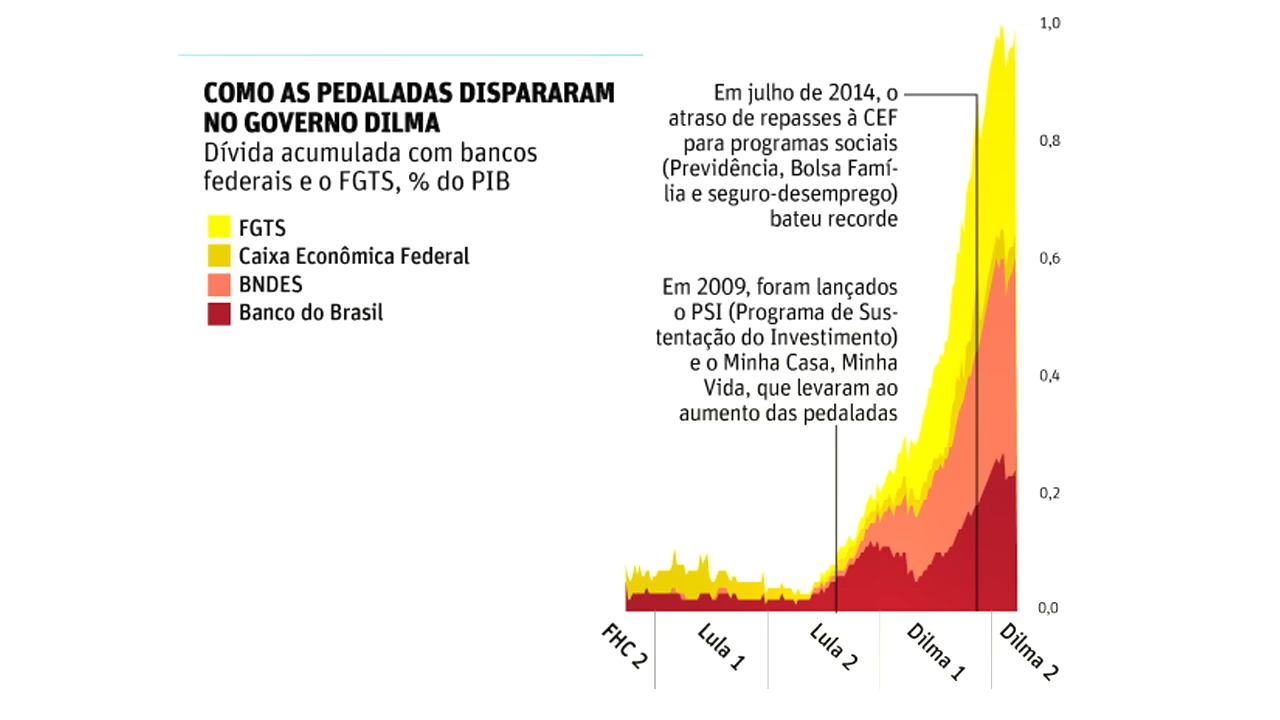 COMO AS PEDALADAS DISPARARAM
NO GOVERNO DILMA
Dívida acumulada com bancos
federais e o FGTS, % do PIB
FGTS
Caixa Econômica Federal
BNDES
Banco do Brasil
Em julho de 2014, o
atraso de repasses à CEF
para programas sociais
(Previdência, Bolsa Famí-
lia e seguro-desemprego)
bateu recorde
Em 2009, foram lançados
o PSI (Programa de Sus-
tentação do Investimento)
e o Minha Casa, Minha
Vida, que levaram ao
aumento das pedaladas
1,0
0,8
0,6
0,4
0,2
0,0
FHC 2
Lula 1
Lula 2
Dilma 1
Dilma 2